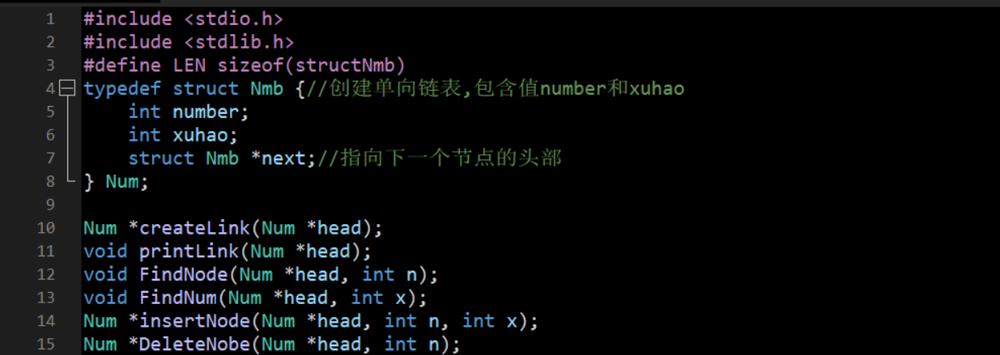 1 #include <stdio.h>
2 #include <stdlib.h>
3 #define LEN sizeof(structNmb)
4 typedef struct Nmb {//创建单向链表,包含值number和xuhao
5 int number;
6 int xuhao;
7 struct Nmb *next;//指向下一个节点的头部
8 } Num;
9
10 Num *createLink(Num *head);
11 void printLink(Num *head);
12 void FindNode(Num *head, int n);
13 void FindNum(Num *head, int x);
14 Num *insertNode(Num *head, int n, int x);
15 Num *DeleteNobe(Num *head, int n);